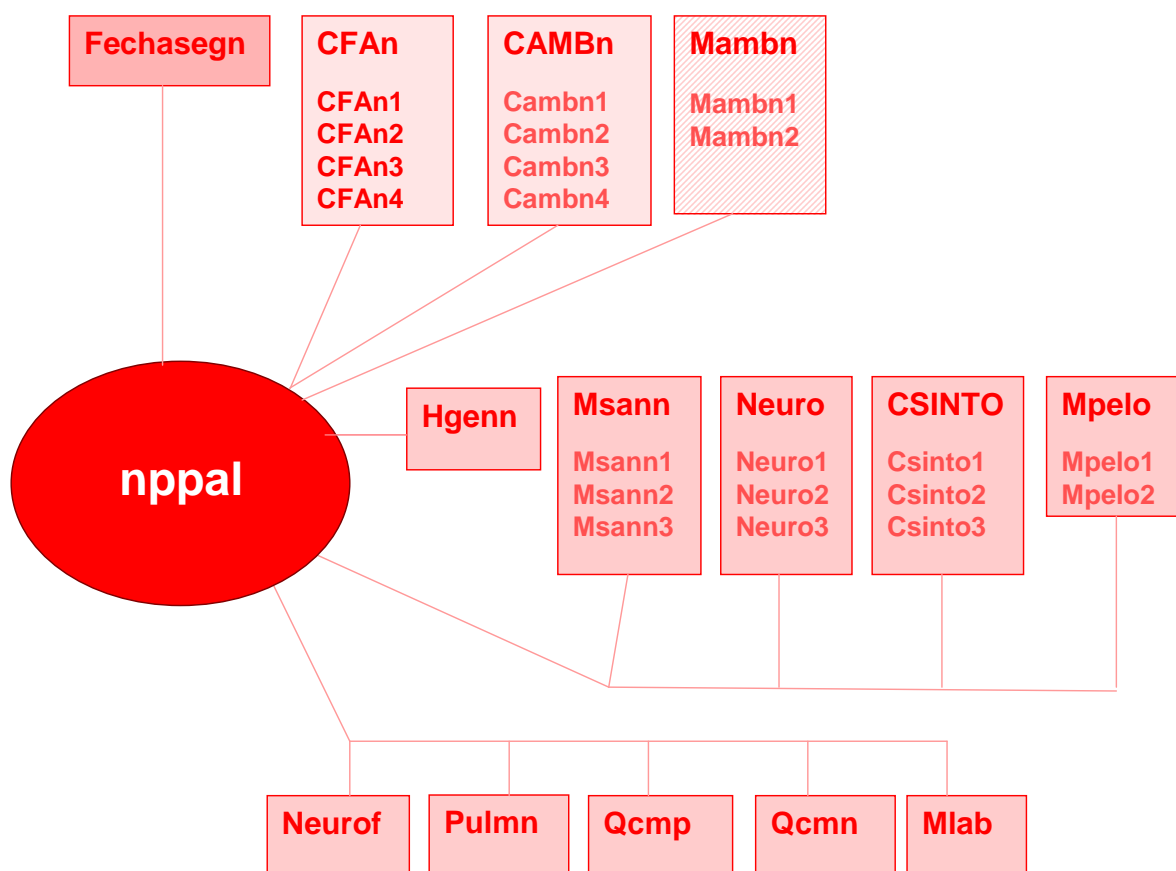 Fechasegn
CFAn
CFAn1
CFAn2
CFAn3
CFAn4
CAMBn
Cambn1
Cambn2
Cambn3
Cambn4
Mambn
Mambn1
Mambn2
nppal
Hgenn
Msann
Msann1
Msann2
Msann3
Neuro
Neuro1
Neuro2
Neuro3
CSINTO
Csinto1
Csinto2
Csinto3
Mpelo
Mpelo1
Mpelo2
Neurof
Pulmn
Qcmp
Qcmn
Mlab